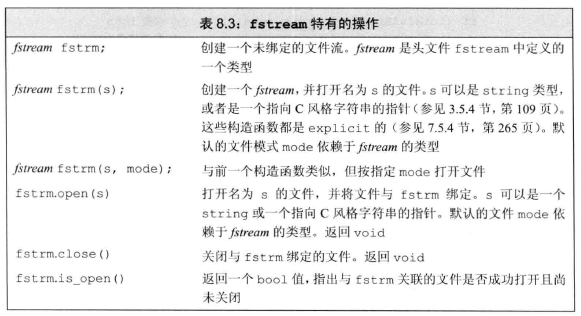 表 8.3：fstream 特有的操作
fstream fstrm; 创建一个未绑定的文件流。fstream 是头文件 fstream 中定义的
一个类型
fstream fstrm(s); 创建一个 fstream，并打开名为 s 的文件。s 可以是 string 类型，
或者是一个指向 C 风格字符串的指针（参见 3.5.4 节，第 109 页）。
这些构造函数都是 explicit 的（参见 7.5.4 节，第 265 页）。默
认的文件模式 mode 依赖于 fstream 的类型
fstream fstrm(s, mode); 与前一个构造函数类似，但按指定 mode 打开文件
fstrm.open(s) 打开名为 s 的文件，并将文件与 fstrm 绑定。s 可以是一个
string 或一个指向 C 风格字符串的指针。默认的文件 mode 依
赖于 fstream 的类型。返回 void
fstrm.close() 关闭与 fstrm 绑定的文件。返回 void
fstrm.is_open() 返回一个 bool 值，指出与 fstrm 关联的文件是否成功打开且尚
未关闭